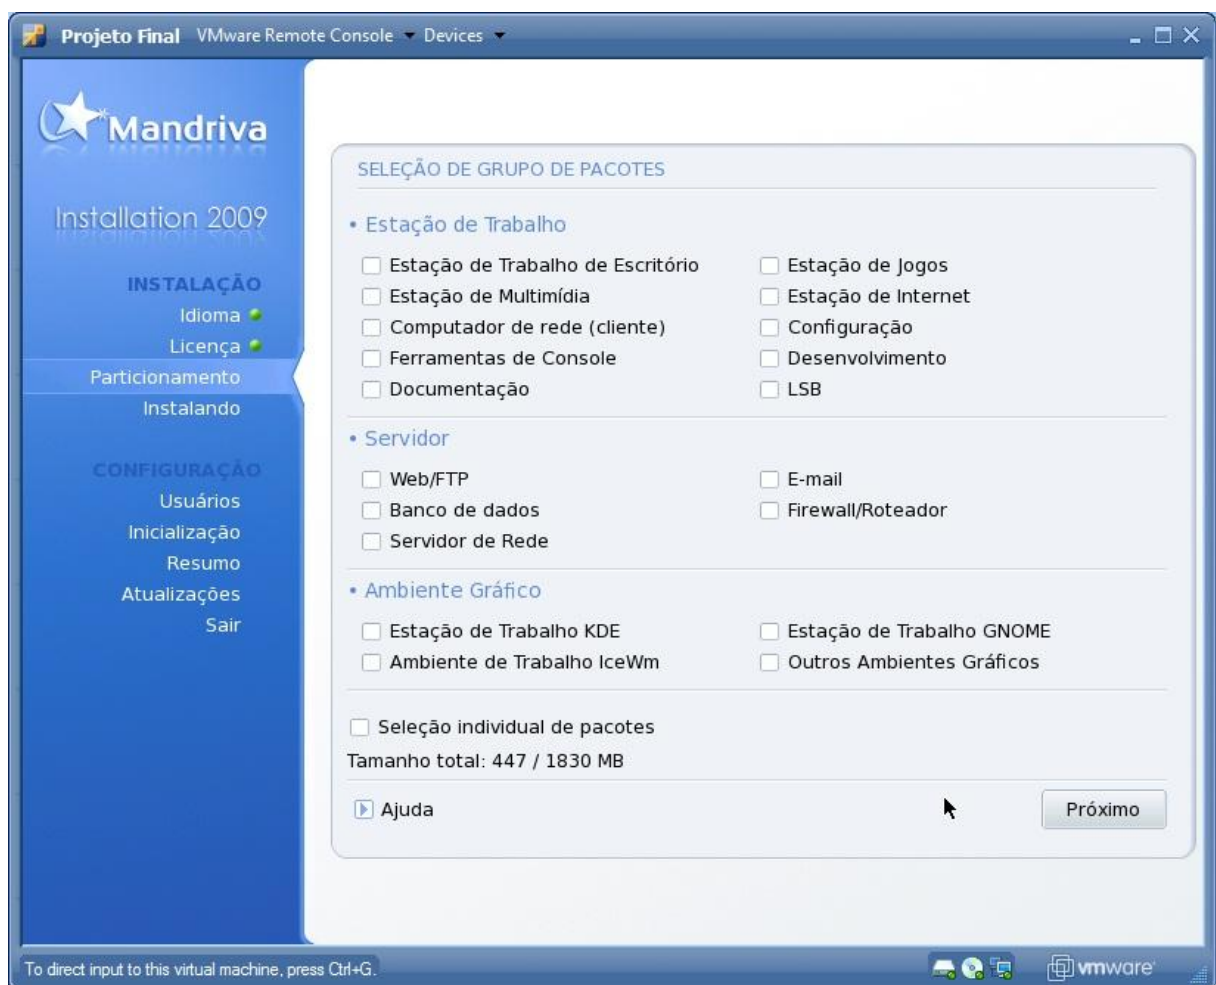 Projeto Final VMware Remote Console Devices
Mandriva
Installation 2009
INSTALAÇÃO
Idioma
Licença
Particionamento
Instalando
CONFIGURAÇÃO
Usuários
Inicialização
Resumo
Atualizações
Sair
SELEÇÃO DE GRUPO DE PACOTES
• Estação de Trabalho
Estação de Trabalho de Escritório Estação de Jogos
Estação de Multimídia Estação de Internet
Computador de rede (cliente) Configuração
Ferramentas de Console Desenvolvimento
Documentação LSB
• Servidor
Web/FTP E-mail
Banco de dados Firewall/Roteador
Servidor de Rede
• Ambiente Gráfico
Estação de Trabalho KDE Estação de Trabalho GNOME
Ambiente de Trabalho IceWm Outros Ambientes Gráficos
Seleção individual de pacotes
Tamanho total: 447 / 1830 MB
Ajuda Próximo
To direct input to this virtual machine, press Ctrl+G. vmware